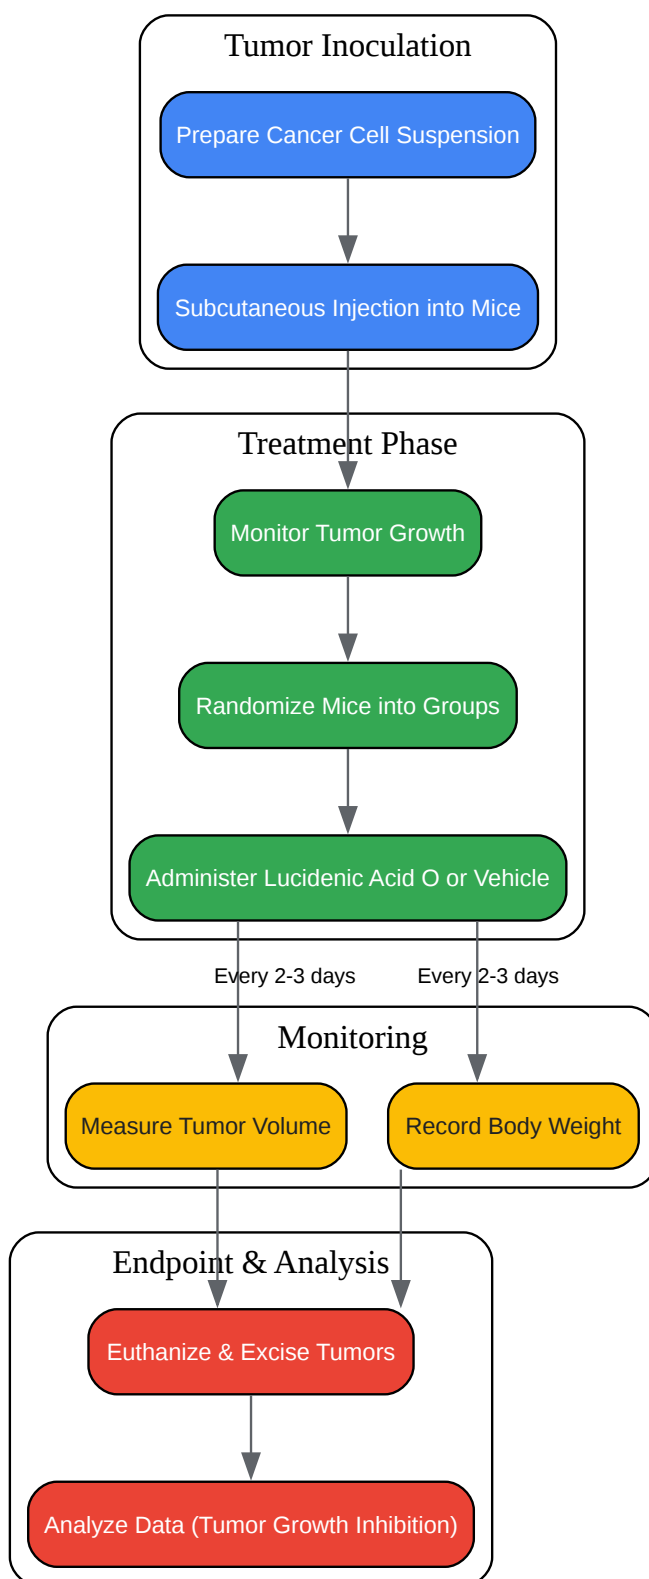 Tumor Inoculation
Prepare Cancer Cell Suspension
Subcutaneous Injection into Mice
Treatment Phase
Monitor Tumor Growth
Randomize Mice into Groups
Administer Lucidenic Acid O or Vehicle
Every 2-3 days
Every 2-3 days
Monitoring
Measure Tumor Volume
Record Body Weight
Endpoint & Analysis
Euthanize & Excise Tumors
Analyze Data (Tumor Growth Inhibition)